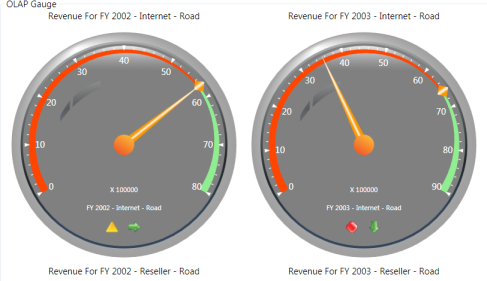 OLAP Gauge
Revenue For FY 2002 - Internet - Road
Revenue For FY 2003 - Internet - Road
0
10
20
30
40
50
60
70
80
X 100000
FY 2002 - Internet - Road
0
10
20
30
40
50
60
70
80
90
X 100000
FY 2003 - Internet - Road
Revenue For FY 2002 - Reseller - Road
Revenue For FY 2003 - Reseller - Road